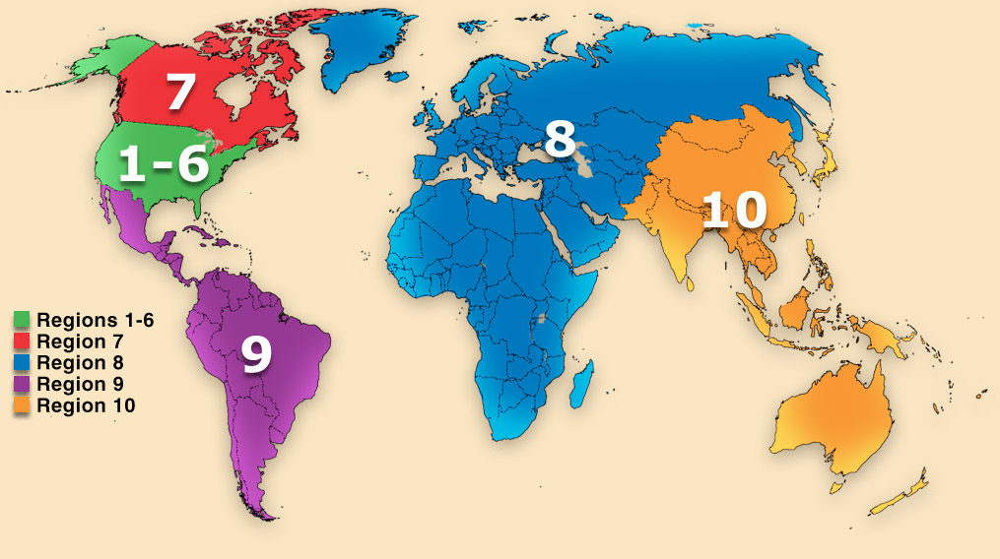 7
8
1-6
10
9
Regions 1-6
Region 7
Region 8
Region 9
Region 10